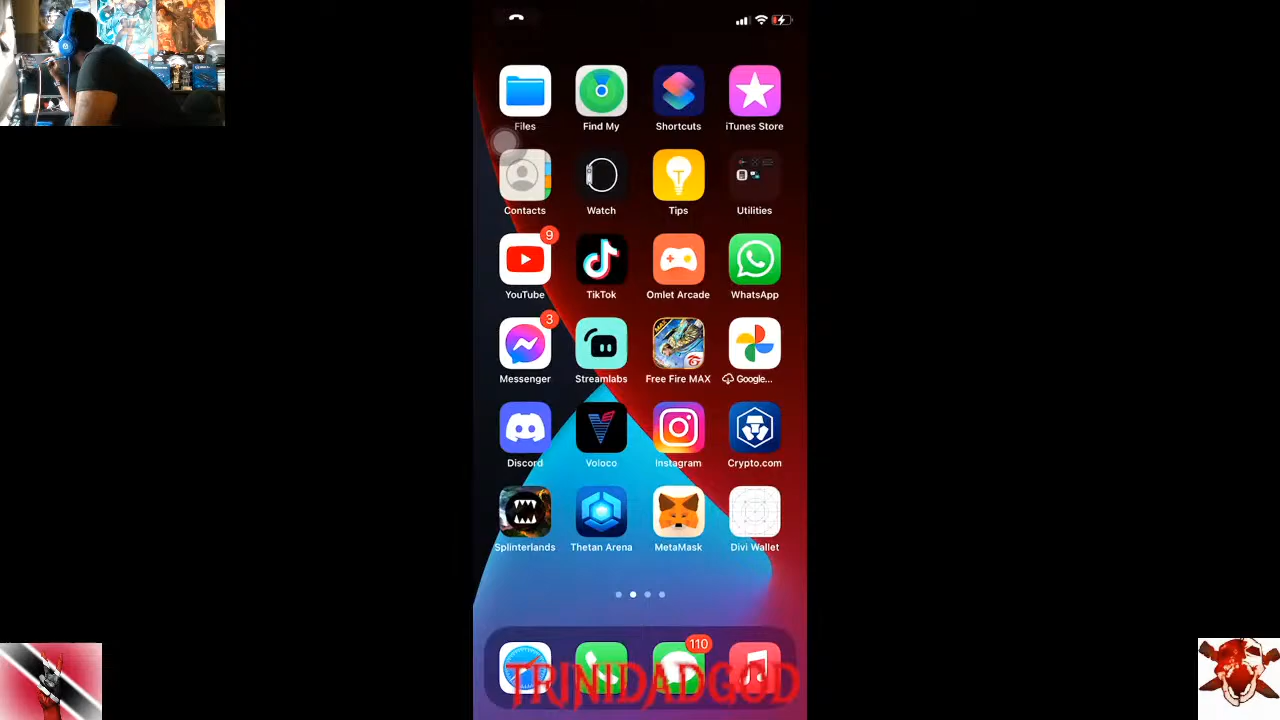 Files Find My Shortcuts iTunes Store
Contacts Watch Tips Utilities
9
YouTube TikTok Omlet Arcade WhatsApp
3
Messenger Streamlabs Free Fire MAX Google...
Discord Voloco Instagram Crypto.com
Splinterlands Thetan Arena MetaMask Divi Wallet
110
TRINIDADGOD